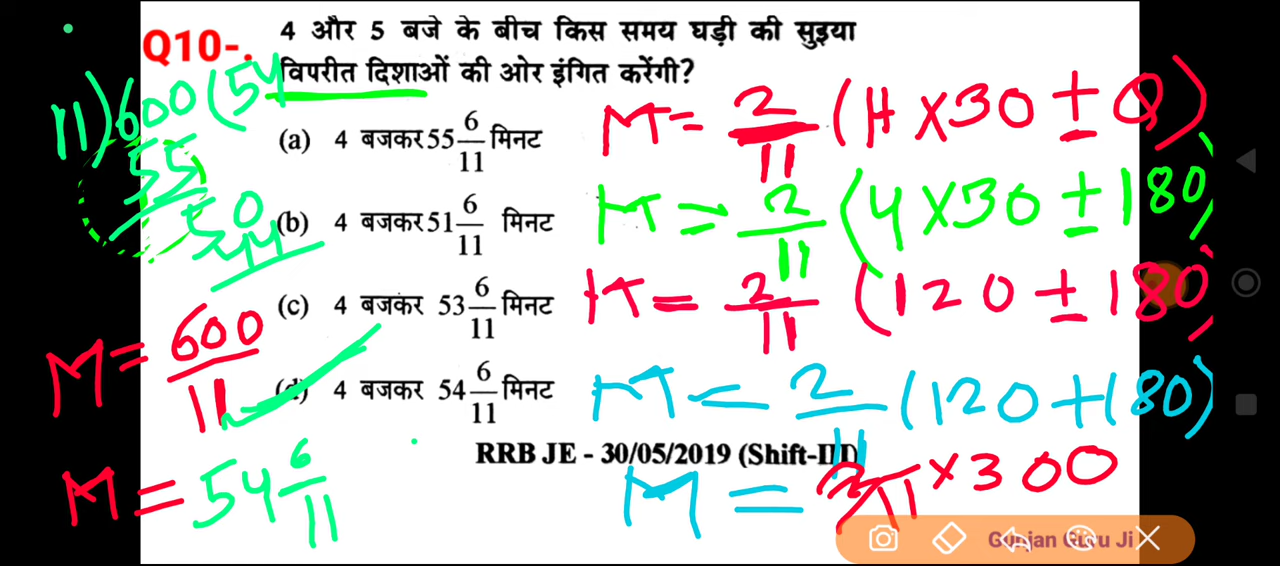 Q10-. 4 और 5 बजे के बीच किस समय घड़ी की सुइया
विपरीत दिशाओं की ओर इंगित करेंगी?
(a) 4 बजकर 55 6/11 मिनट
(b) 4 बजकर 51 6/11 मिनट
(c) 4 बजकर 53 6/11 मिनट
(d) 4 बजकर 54 6/11 मिनट
RRB JE - 30/05/2019 (Shift-III)
11)600(54
55
50
44
M = 600/11
M = 54 6/11
M = 2/11 (H×30 ± θ)
M = 2/11 (4×30 ± 180)
M = 2/11 (120 ± 180)
M = 2/11 (120+180)
M = 2/11 × 300
Gunjan Guru Ji